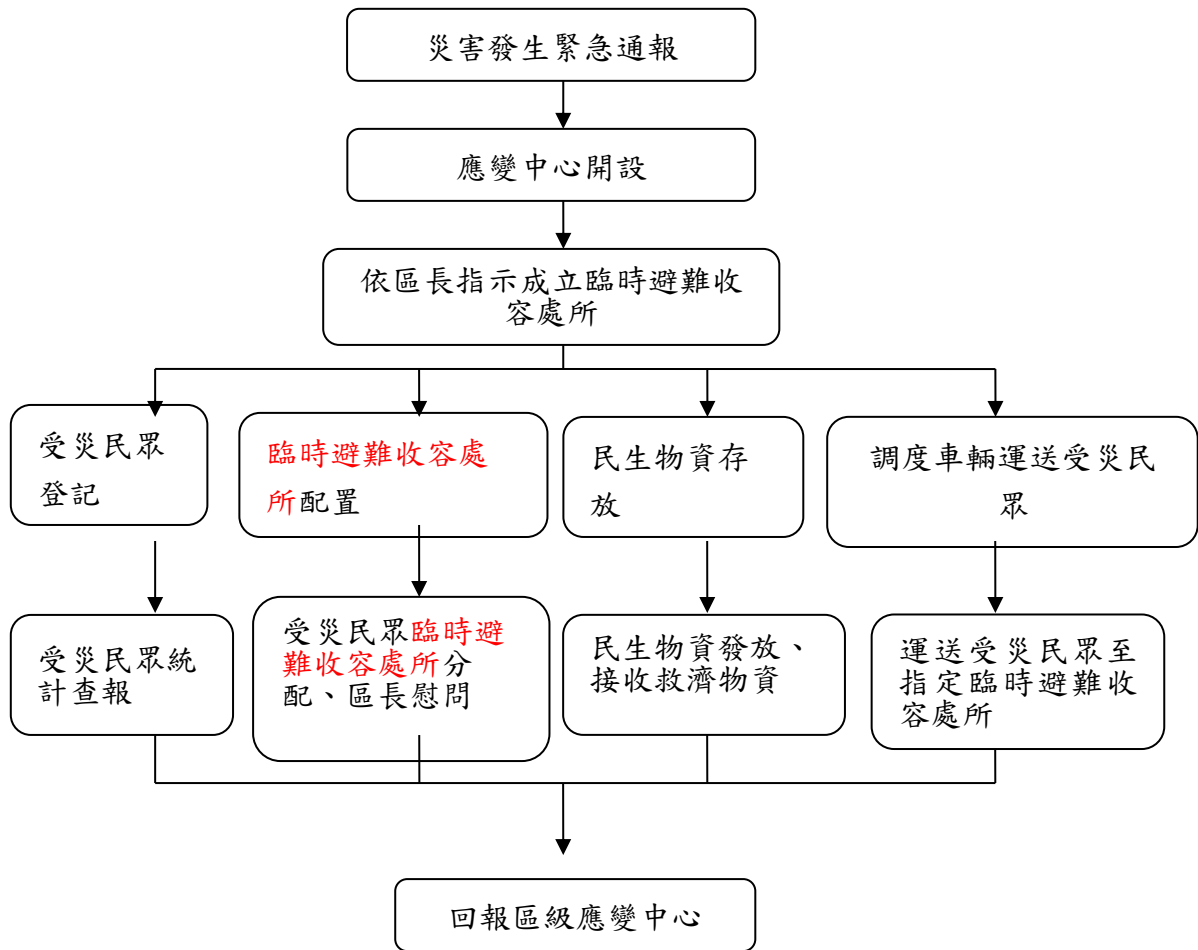 災害發生緊急通報
應變中心開設
依區長指示成立臨時避難收
容處所
受災民眾
登記
臨時避難收容處
所配置
民生物資存
放
調度車輛運送受災民
眾
受災民眾統
計查報
受災民眾臨時避
難收容處所分
配、區長慰問
民生物資發放、
接收救濟物資
運送受災民眾至
指定臨時避難收
容處所
回報區級應變中心